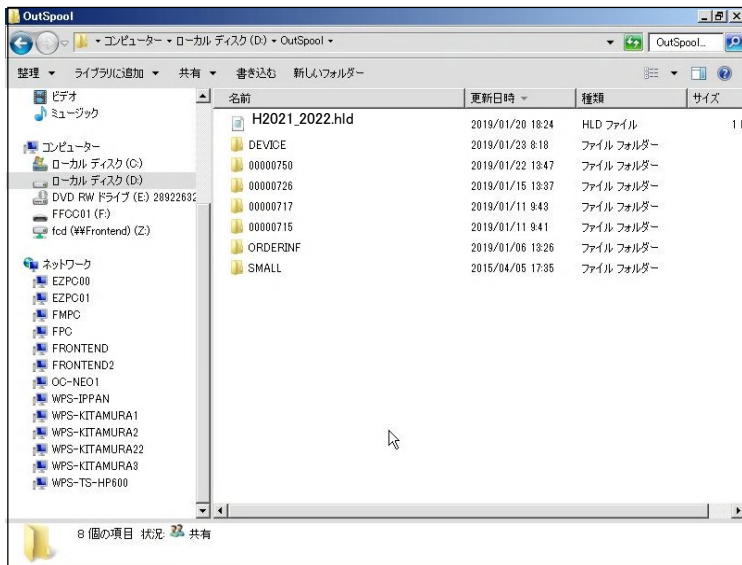 OutSpool
コンピューター ローカル ディスク (D:) OutSpool
OutSpool...
整理 ライブラリに追加 共有 書き込む 新しいフォルダー
ビデオ
ミュージック
コンピューター
ローカル ディスク (C:)
ローカル ディスク (D:)
DVD RW ドライブ (E:) 28922632
FFCC01 (F:)
fcd (¥¥Frontend) (Z:)
ネットワーク
EZPC00
EZPC01
FMPC
FPC
FRONTEND
FRONTEND2
OC-NEO1
WPS-IPPAN
WPS-KITAMURA1
WPS-KITAMURA2
WPS-KITAMURA22
WPS-KITAMURA3
WPS-TS-HP600
名前 更新日時 種類 サイズ
H2021_2022.hld 2019/01/20 18:24 HLD ファイル 1
DEVICE 2019/01/23 8:18 ファイル フォルダー
00000750 2019/01/22 13:47 ファイル フォルダー
00000726 2019/01/15 13:37 ファイル フォルダー
00000717 2019/01/11 9:43 ファイル フォルダー
00000715 2019/01/11 9:41 ファイル フォルダー
ORDERINF 2019/01/06 13:26 ファイル フォルダー
SMALL 2015/04/05 17:35 ファイル フォルダー
8 個の項目 状況: 共有